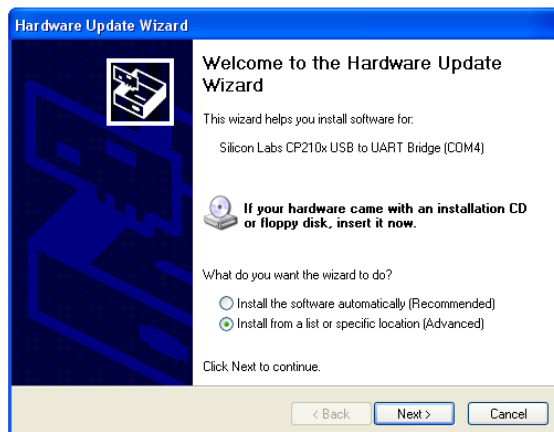 Hardware Update Wizard
Welcome to the Hardware Update
Wizard
This wizard helps you install software for:
Silicon Labs CP210x USB to UART Bridge (COM4)
If your hardware came with an installation CD
or floppy disk, insert it now.
What do you want the wizard to do?
Install the software automatically (Recommended)
Install from a list or specific location (Advanced)
Click Next to continue.
< Back Next > Cancel